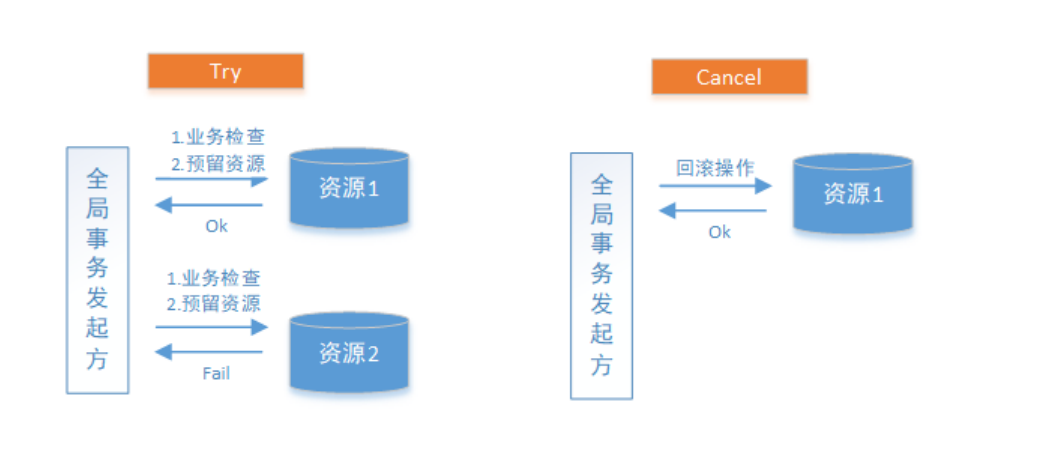 Try
1.业务检查
2.预留资源
全局事务发起方
资源1
Ok
1.业务检查
2.预留资源
资源2
Fail
Cancel
全局事务发起方
回滚操作
资源1
Ok